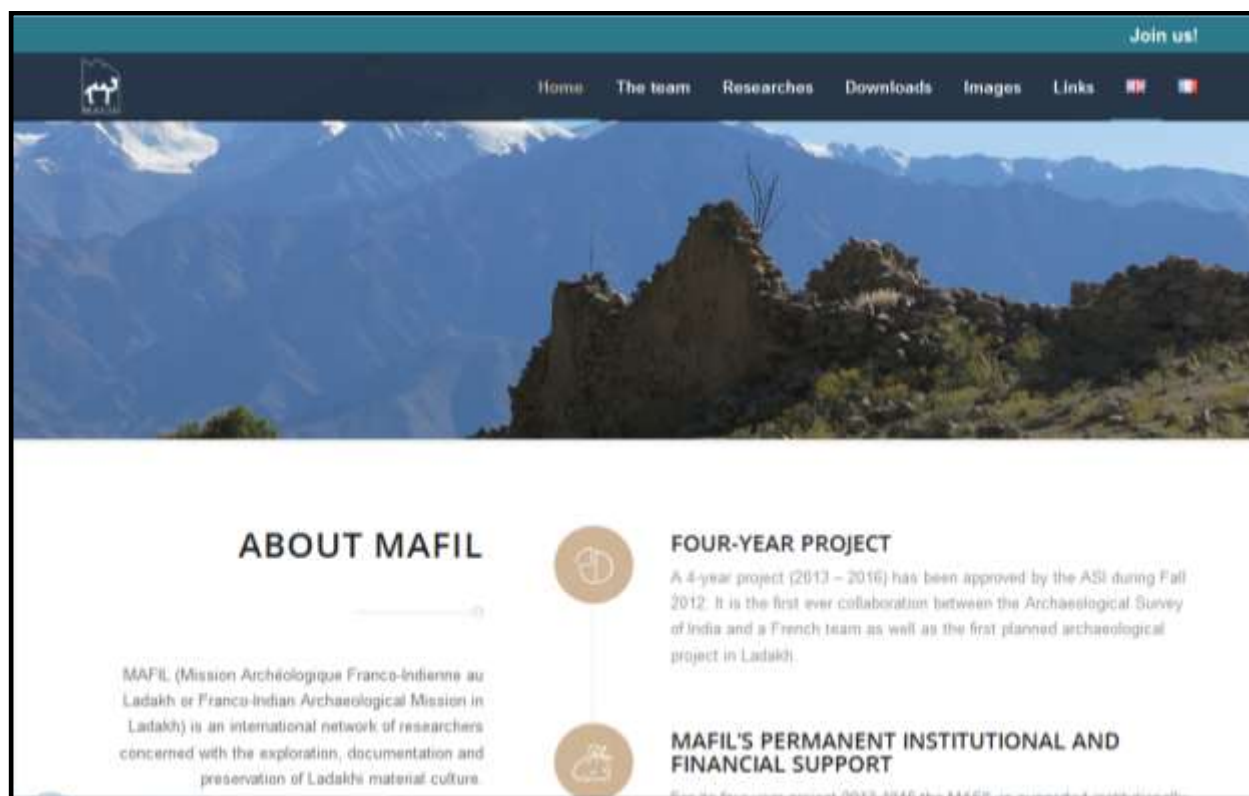 Join us!
MAFIL
Home The team Researches Downloads Images Links
ABOUT MAFIL
MAFIL (Mission Archéologique Franco-Indienne au
Ladakh or Franco-Indian Archaeological Mission in
Ladakh) is an international network of researchers
concerned with the exploration, documentation and
preservation of Ladakhi material culture.
FOUR-YEAR PROJECT
A 4-year project (2013 – 2016) has been approved by the ASI during Fall
2012. It is the first ever collaboration between the Archaeological Survey
of India and a French team as well as the first planned archaeological
project in Ladakh.
MAFIL'S PERMANENT INSTITUTIONAL AND
FINANCIAL SUPPORT